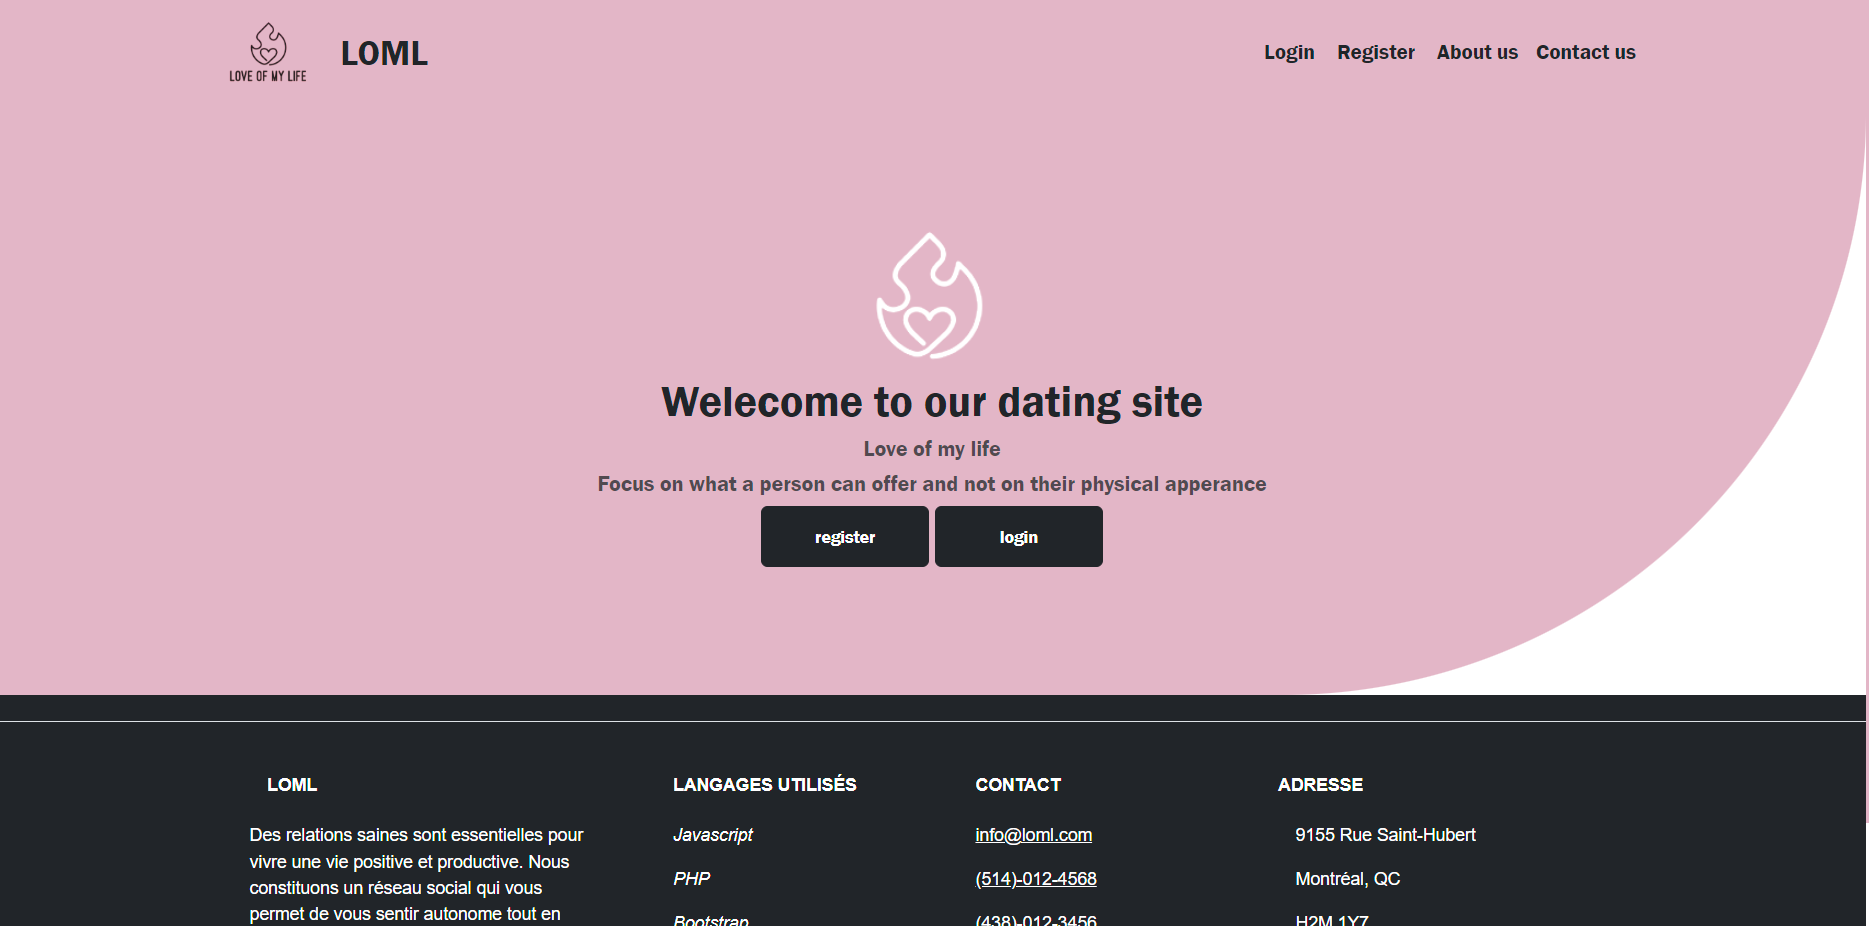 LOVE OF MY LIFE
LOML
Login Register About us Contact us
Welecome to our dating site
Love of my life
Focus on what a person can offer and not on their physical apperance
register
login
LOML
Des relations saines sont essentielles pour
vivre une vie positive et productive. Nous
constituons un réseau social qui vous
permet de vous sentir autonome tout en
LANGAGES UTILISÉS
Javascript
PHP
Bootstrap
CONTACT
info@loml.com
(514)-012-4568
(438)-012-3456
ADRESSE
9155 Rue Saint-Hubert
Montréal, QC
H2M 1Y7